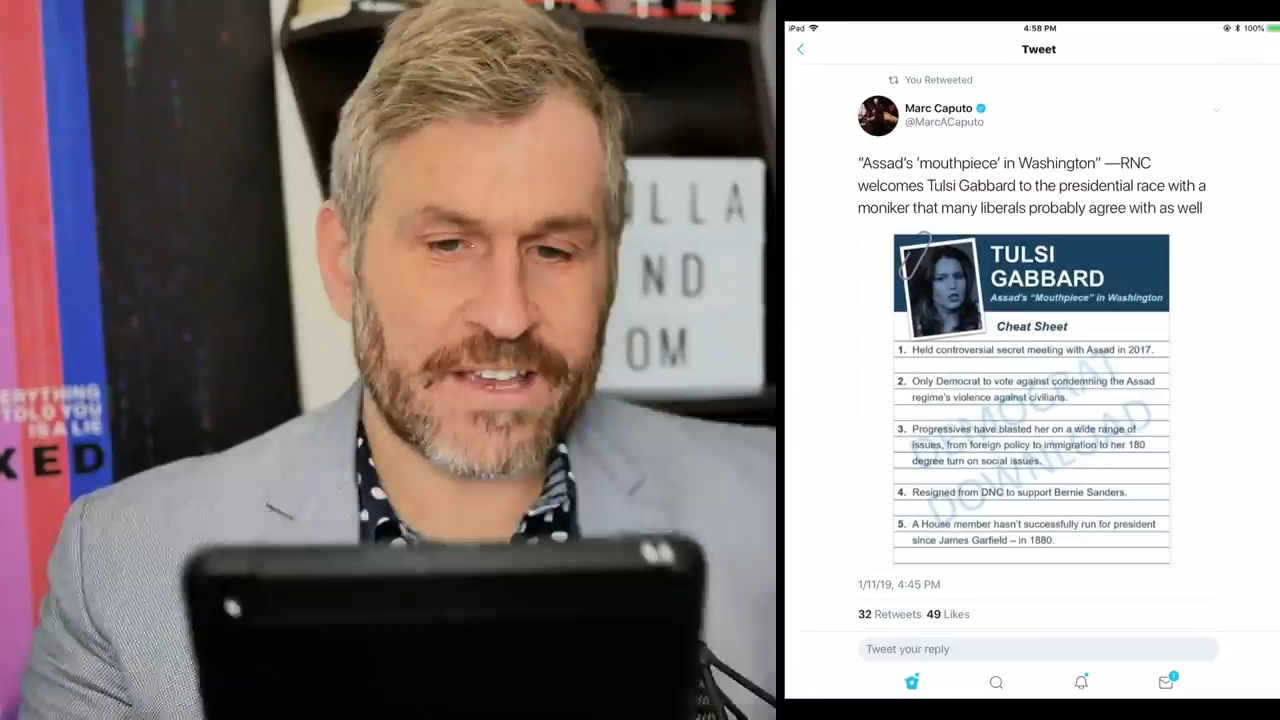 ERYTHING
TOLD YOU
IS A LIE
KED
LLA
ND
OM
iPad
4:58 PM
100%
Tweet
You Retweeted
Marc Caputo
@MarcACaputo
“Assad’s ‘mouthpiece’ in Washington” —RNC
welcomes Tulsi Gabbard to the presidential race with a
moniker that many liberals probably agree with as well
TULSI
GABBARD
Assad's "Mouthpiece" in Washington
Cheat Sheet
1. Held controversial secret meeting with Assad in 2017.
2. Only Democrat to vote against condemning the Assad
regime's violence against civilians.
3. Progressives have blasted her on a wide range of
issues, from foreign policy to immigration to her 180
degree turn on social issues.
4. Resigned from DNC to support Bernie Sanders.
5. A House member hasn't successfully run for president
since James Garfield – in 1880.
DEMOCRAT
DOWNLOAD
1/11/19, 4:45 PM
32 Retweets 49 Likes
Tweet your reply
1